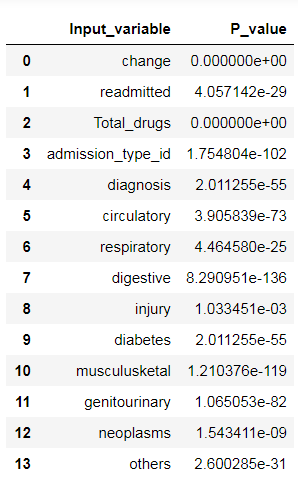 Input_variable P_value
0 change 0.000000e+00
1 readmitted 4.057142e-29
2 Total_drugs 0.000000e+00
3 admission_type_id 1.754804e-102
4 diagnosis 2.011255e-55
5 circulatory 3.905839e-73
6 respiratory 4.464580e-25
7 digestive 8.290951e-136
8 injury 1.033451e-03
9 diabetes 2.011255e-55
10 musculusketal 1.210376e-119
11 genitourinary 1.065053e-82
12 neoplasms 1.543411e-09
13 others 2.600285e-31